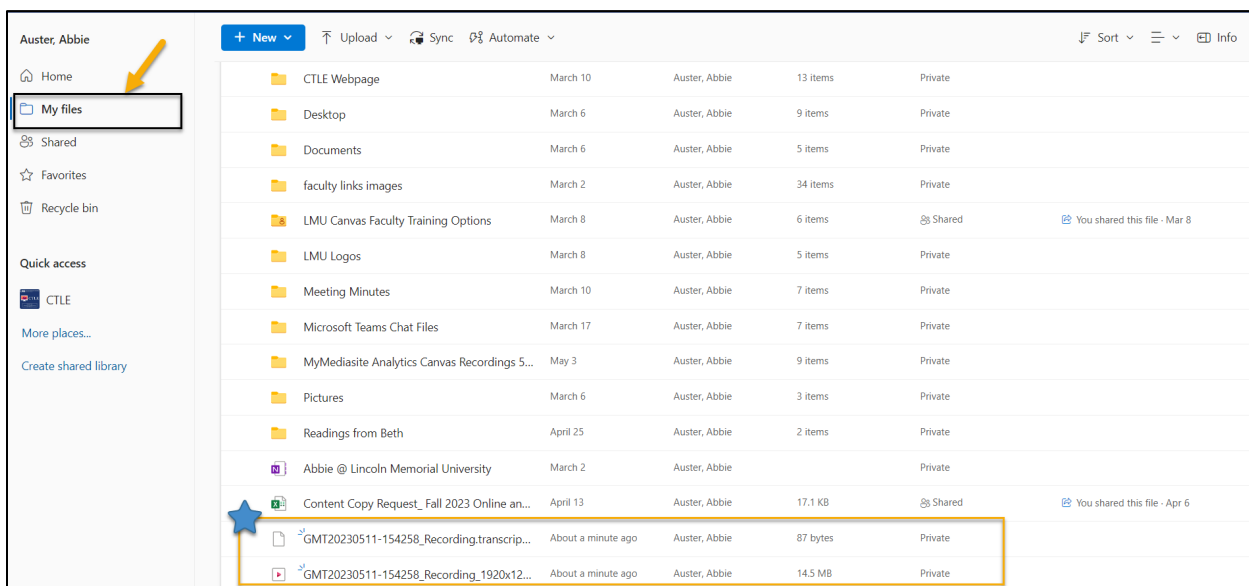 Auster, Abbie
Home
My files
Shared
Favorites
Recycle bin
Quick access
CTLE
More places...
Create shared library
+ New Upload Sync Automate Sort Info
CTLE Webpage March 10 Auster, Abbie 13 items Private
Desktop March 6 Auster, Abbie 9 items Private
Documents March 6 Auster, Abbie 5 items Private
faculty links images March 2 Auster, Abbie 34 items Private
LMU Canvas Faculty Training Options March 8 Auster, Abbie 6 items Shared You shared this file · Mar 8
LMU Logos March 8 Auster, Abbie 5 items Private
Meeting Minutes March 10 Auster, Abbie 7 items Private
Microsoft Teams Chat Files March 17 Auster, Abbie 7 items Private
MyMediasite Analytics Canvas Recordings 5... May 3 Auster, Abbie 9 items Private
Pictures March 6 Auster, Abbie 3 items Private
Readings from Beth April 25 Auster, Abbie 2 items Private
Abbie @ Lincoln Memorial University March 2 Auster, Abbie Private
Content Copy Request_ Fall 2023 Online an... April 13 Auster, Abbie 17.1 KB Shared You shared this file · Apr 6
GMT20230511-154258_Recording.transcrip... About a minute ago Auster, Abbie 87 bytes Private
GMT20230511-154258_Recording_1920x12... About a minute ago Auster, Abbie 14.5 MB Private